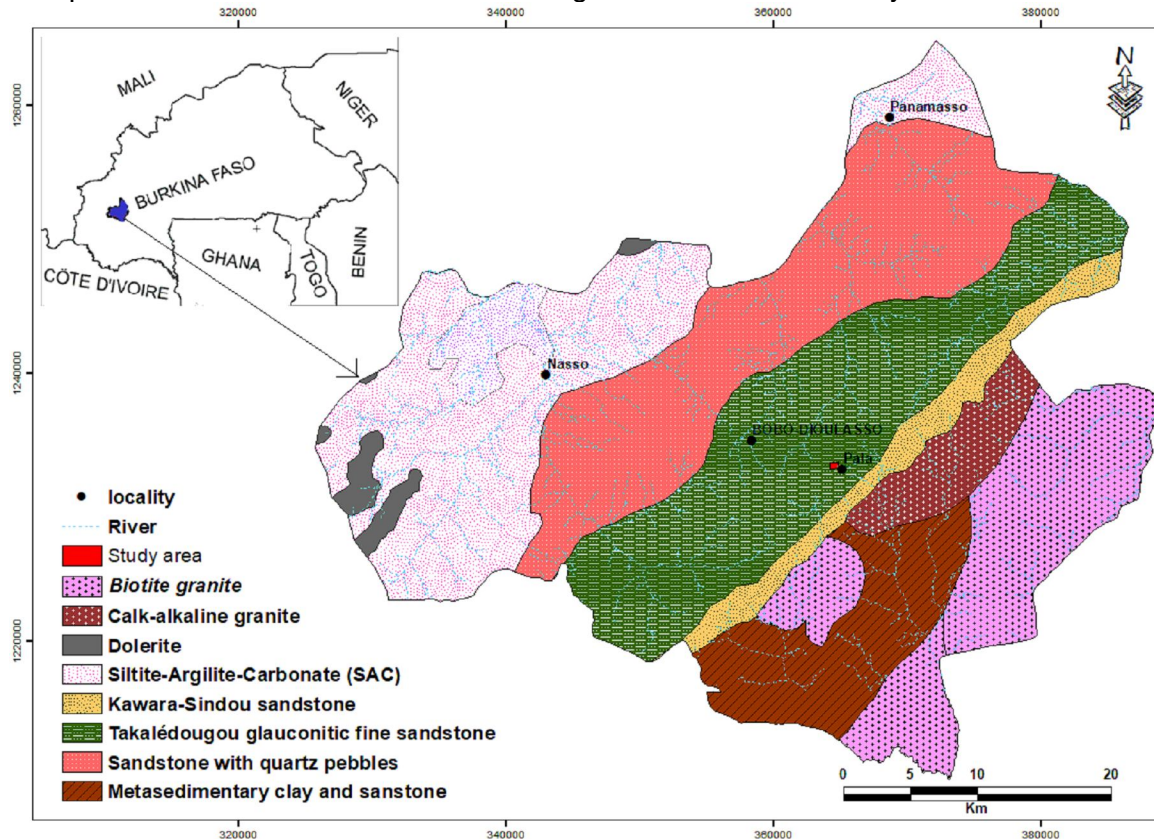 320000 340000 360000 380000
MALI
NIGER
BURKINA FASO
GHANA
TOGO
BENIN
CÖTE D'IVOIRE
N
Panamasso
Nasso
BOBO DIOULASSO
Pala
1260000
1240000
1220000
locality
River
Study area
Biotite granite
Calk-alkaline granite
Dolerite
Siltite-Argilite-Carbonate (SAC)
Kawara-Sindou sandstone
Takalédougou glauconitic fine sandstone
Sandstone with quartz pebbles
Metasedimentary clay and sanstone
0 5 10 20
Km
320000 340000 360000 380000